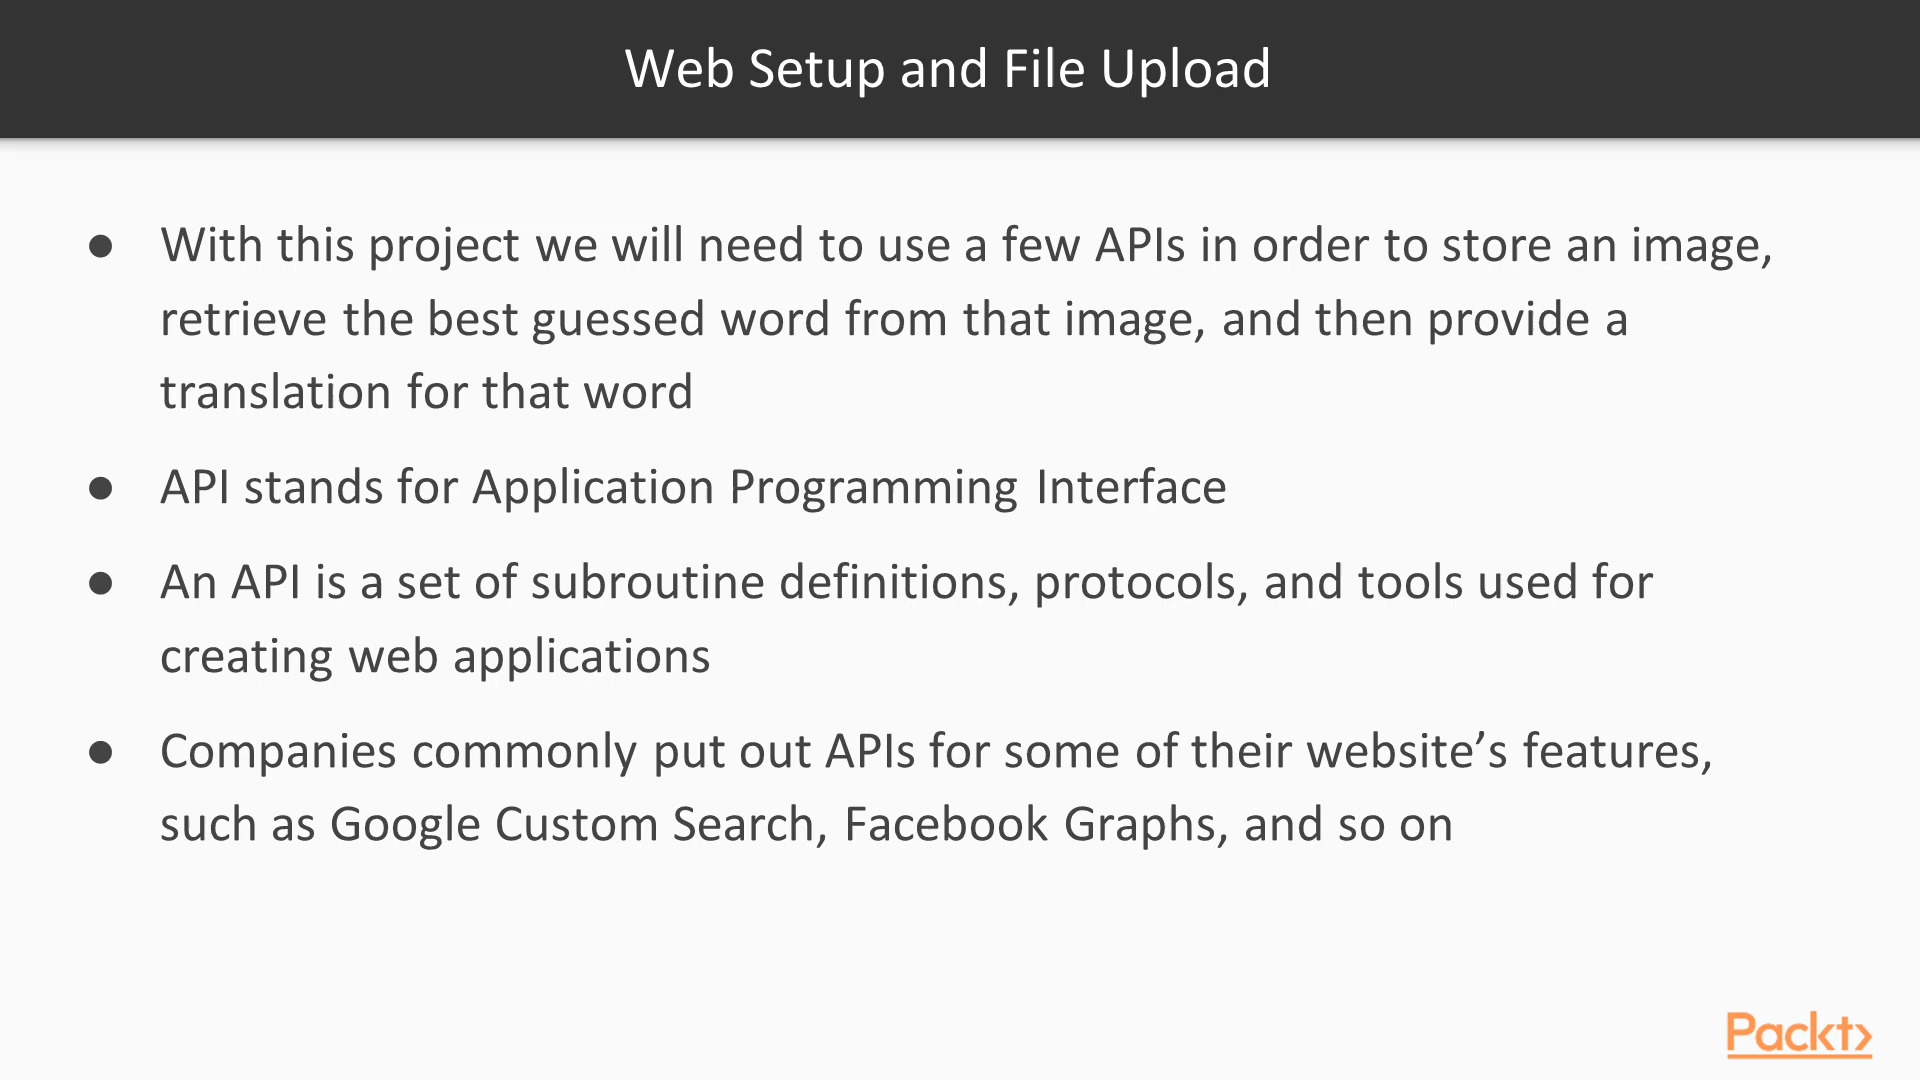 Web Setup and File Upload
● With this project we will need to use a few APIs in order to store an image,
retrieve the best guessed word from that image, and then provide a
translation for that word
● API stands for Application Programming Interface
● An API is a set of subroutine definitions, protocols, and tools used for
creating web applications
● Companies commonly put out APIs for some of their website’s features,
such as Google Custom Search, Facebook Graphs, and so on
Packt